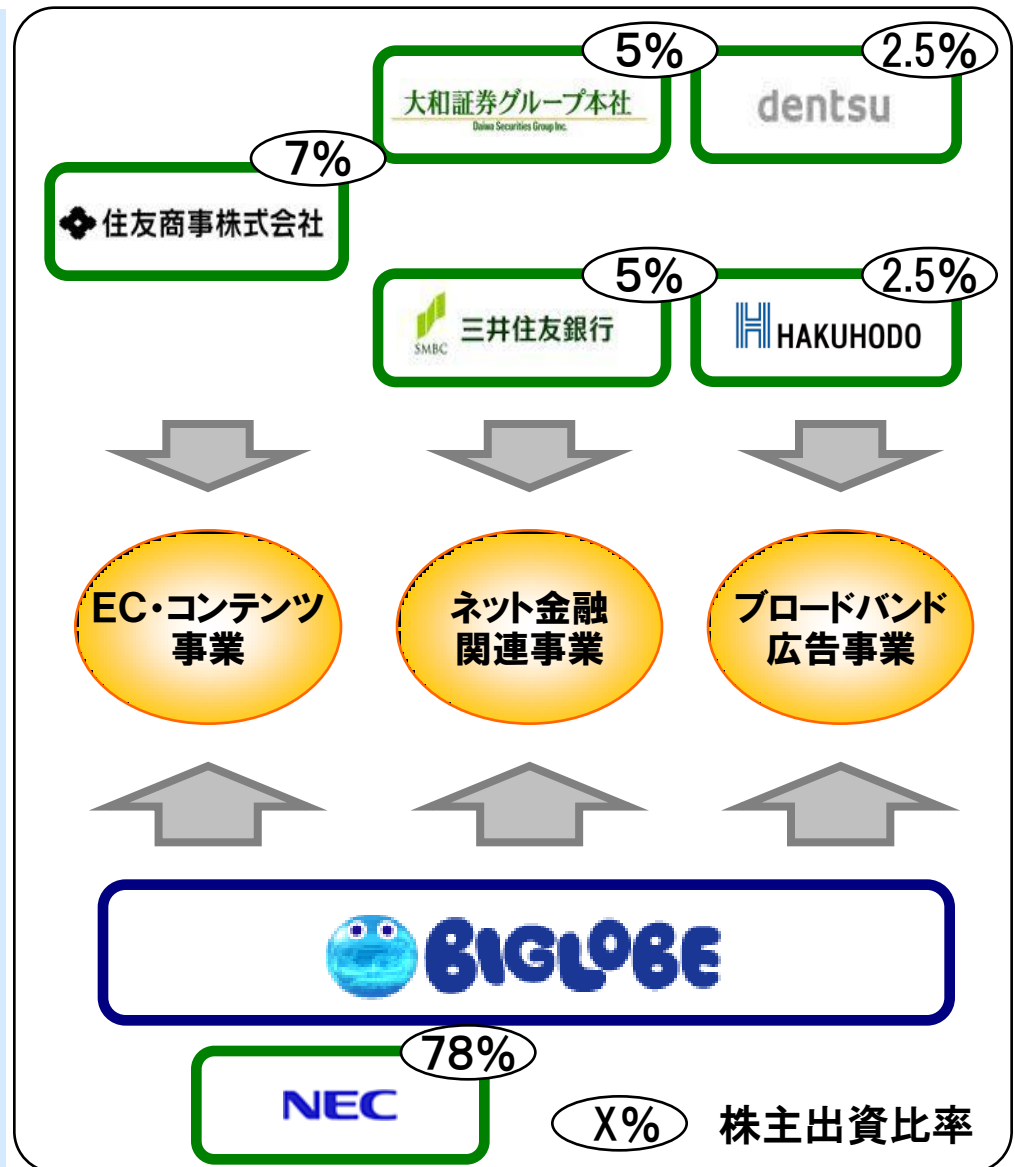 5%
2.5%
大和証券グループ本社
Daiwa Securities Group Inc.
dentsu
7%
住友商事株式会社
5%
2.5%
SMBC
三井住友銀行
HAKUHODO
EC・コンテンツ
事業
ネット金融
関連事業
ブロードバンド
広告事業
BIGLOBE
78%
NEC
X% 株主出資比率